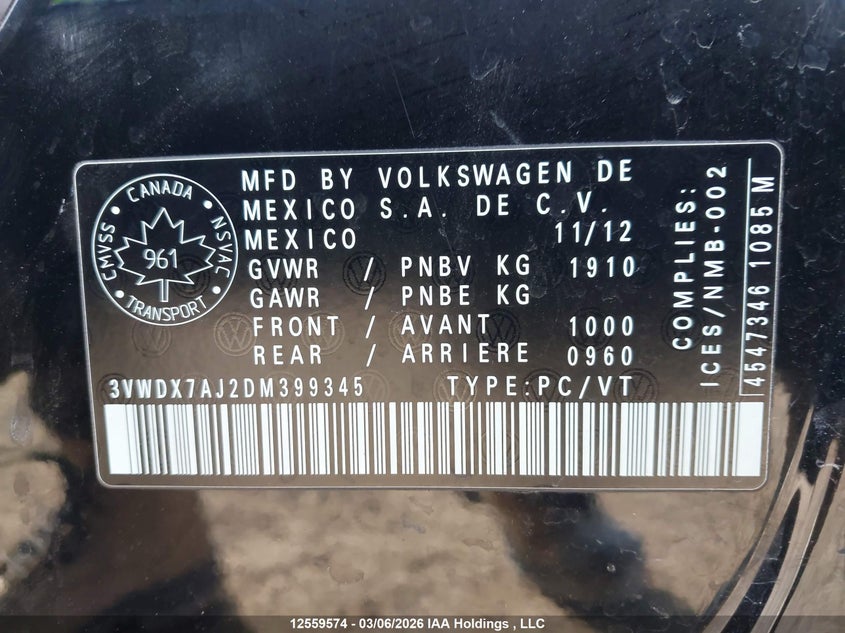 CANADA
CMVSS
NSVAC
961
TRANSPORT
MFD BY VOLKSWAGEN DE
MEXICO S.A. DE C.V.
MEXICO 11/12
GVWR / PNBV KG 1910
GAWR / PNBE KG
FRONT / AVANT 1000
REAR / ARRIERE 0960
3VWDX7AJ2DM399345 TYPE:PC/VT
COMPLIES:
ICES/NMB-002
4547346 1085 M
12559574 - 03/06/2026 IAA Holdings , LLC